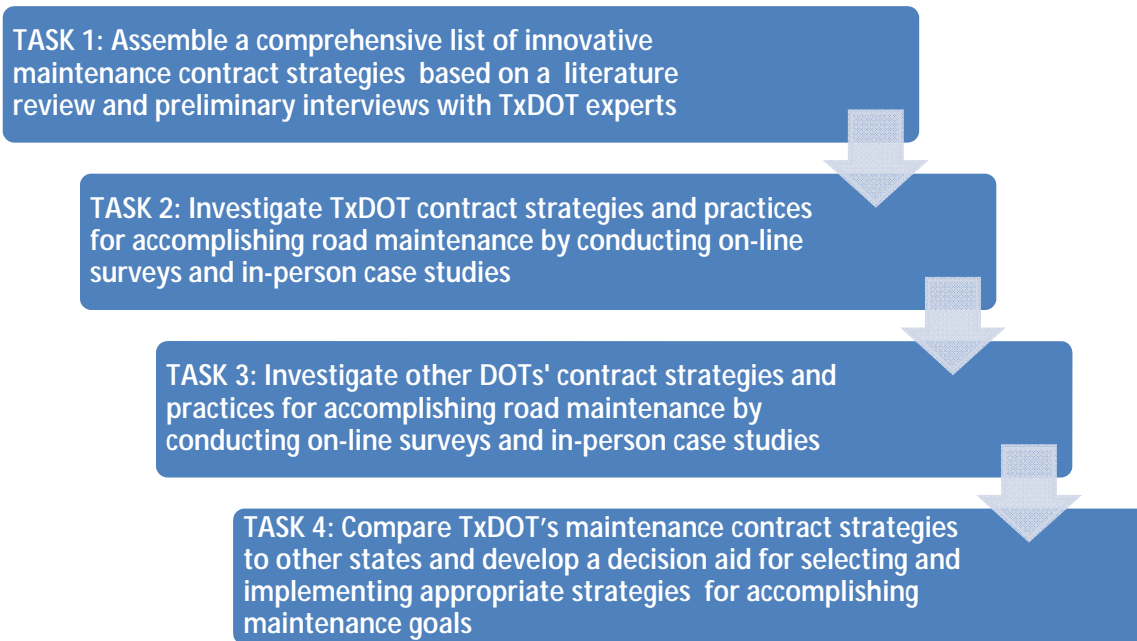 TASK 1: Assemble a comprehensive list of innovative
maintenance contract strategies based on a literature
review and preliminary interviews with TxDOT experts
TASK 2: Investigate TxDOT contract strategies and practices
for accomplishing road maintenance by conducting on-line
surveys and in-person case studies
TASK 3: Investigate other DOTs' contract strategies and
practices for accomplishing road maintenance by
conducting on-line surveys and in-person case studies
TASK 4: Compare TxDOT’s maintenance contract strategies
to other states and develop a decision aid for selecting and
implementing appropriate strategies for accomplishing
maintenance goals